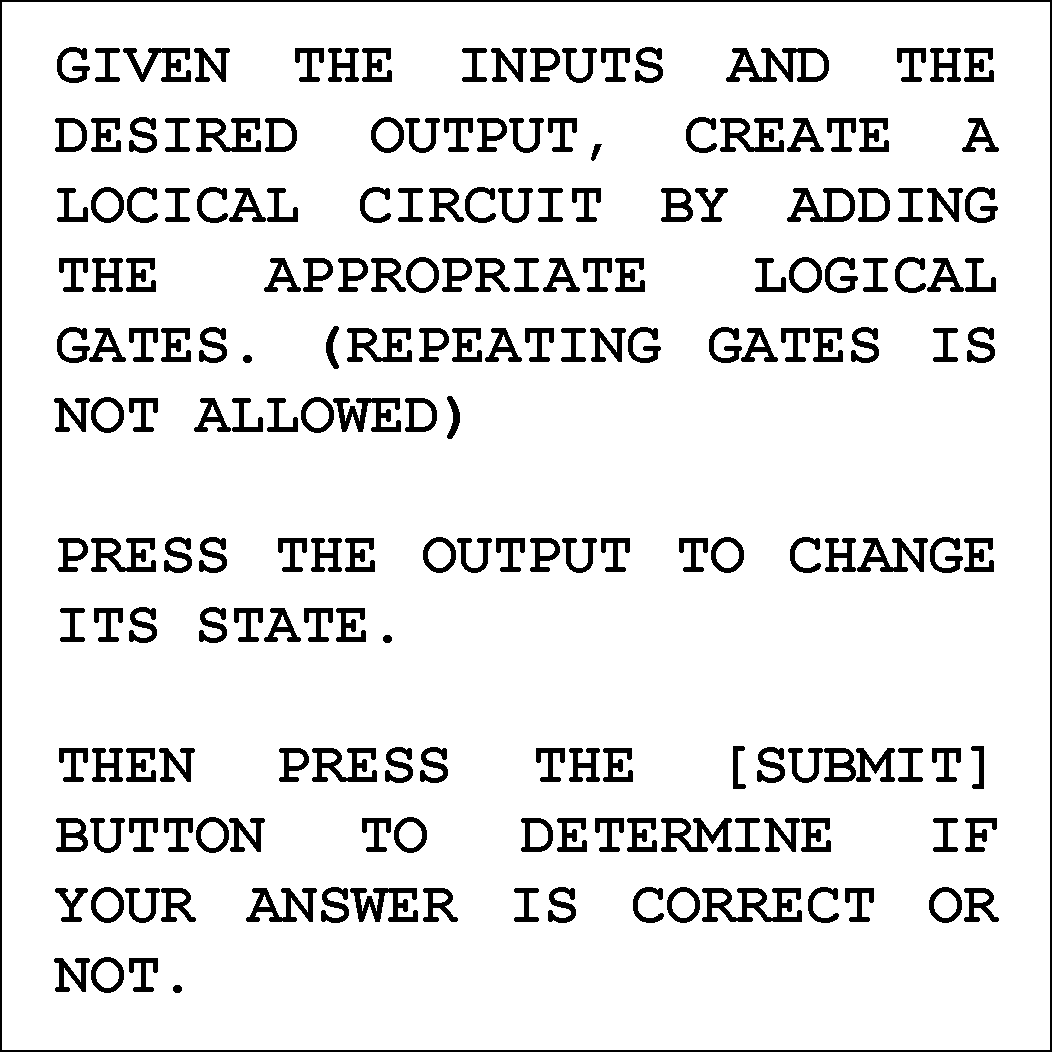 GIVEN THE INPUTS AND THE
DESIRED OUTPUT, CREATE A
LOCICAL CIRCUIT BY ADDING
THE APPROPRIATE LOGICAL
GATES. (REPEATING GATES IS
NOT ALLOWED)
PRESS THE OUTPUT TO CHANGE
ITS STATE.
THEN PRESS THE [SUBMIT]
BUTTON TO DETERMINE IF
YOUR ANSWER IS CORRECT OR
NOT.